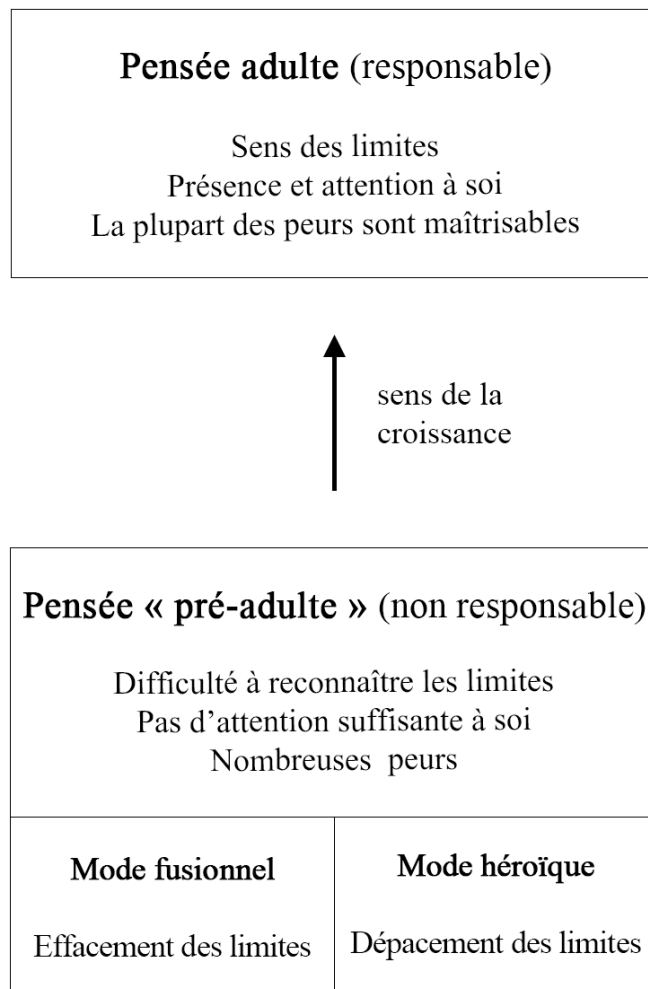 Pensée adulte (responsable)
Sens des limites
Présence et attention à soi
La plupart des peurs sont maîtrisables
sens de la
croissance
Pensée « pré-adulte » (non responsable)
Difficulté à reconnaître les limites
Pas d'attention suffisante à soi
Nombreuses peurs
Mode fusionnel
Effacement des limites
Mode héroïque
Dépacement des limites